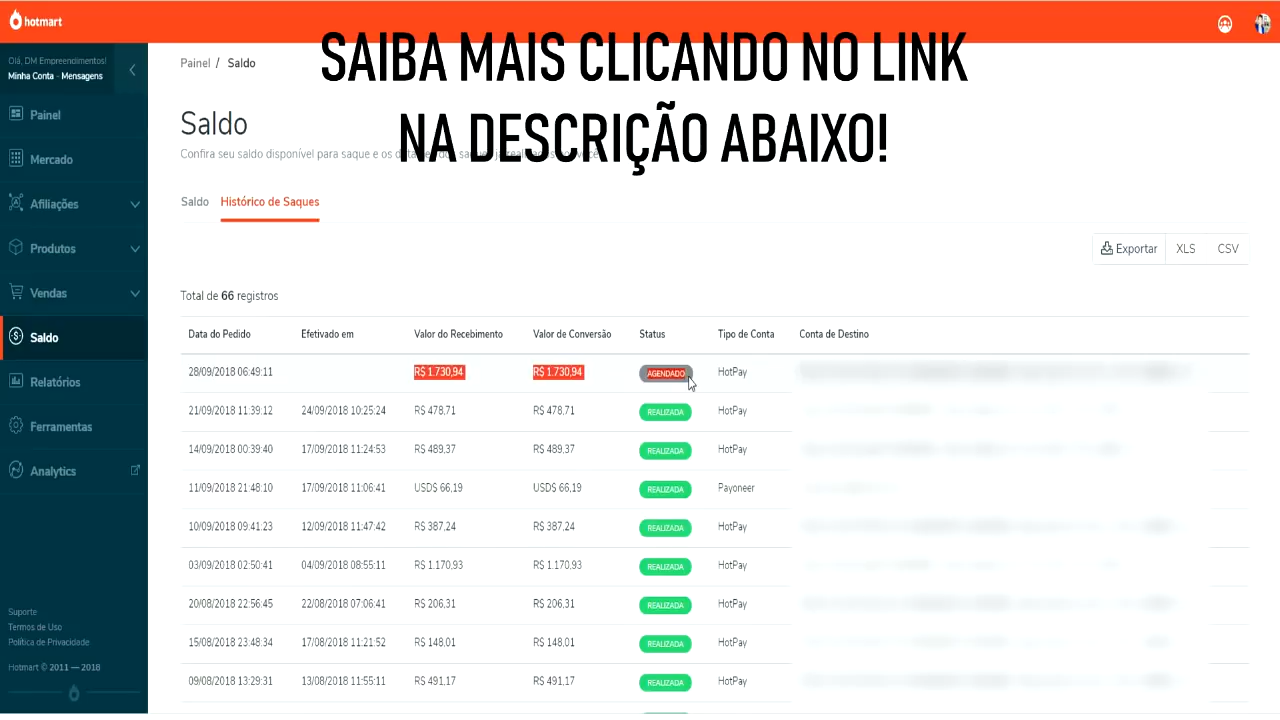 hotmart
SAIBA MAIS CLICANDO NO LINK
NA DESCRIÇÃO ABAIXO!
Olá, DM Empreendimentos!
Minha Conta - Mensagens
Painel
Mercado
Afiliações
Produtos
Vendas
Saldo
Relatórios
Ferramentas
Analytics
Suporte
Termos de Uso
Política de Privacidade
Hotmart © 2011 — 2018
Painel / Saldo
Saldo
Confira seu saldo disponível para saque e os
Saldo Histórico de Saques
Exportar XLS CSV
Total de 66 registros
Data do Pedido Efetivado em Valor do Recebimento Valor de Conversão Status Tipo de Conta Conta de Destino
28/09/2018 06:49:11 R$ 1.730,94 R$ 1.730,94 AGENDADO HotPay
21/09/2018 11:39:12 24/09/2018 10:25:24 R$ 478,71 R$ 478,71 REALIZADA HotPay
14/09/2018 00:39:40 17/09/2018 11:24:53 R$ 489,37 R$ 489,37 REALIZADA HotPay
11/09/2018 21:48:10 17/09/2018 11:06:41 USD$ 66,19 USD$ 66,19 REALIZADA Payoneer
10/09/2018 09:41:23 12/09/2018 11:47:42 R$ 387,24 R$ 387,24 REALIZADA HotPay
03/09/2018 02:50:41 04/09/2018 08:55:11 R$ 1.170,93 R$ 1.170,93 REALIZADA HotPay
20/08/2018 22:56:45 22/08/2018 07:06:41 R$ 206,31 R$ 206,31 REALIZADA HotPay
15/08/2018 23:48:34 17/08/2018 11:21:52 R$ 148,01 R$ 148,01 REALIZADA HotPay
09/08/2018 13:29:31 13/08/2018 11:55:11 R$ 491,17 R$ 491,17 REALIZADA HotPay